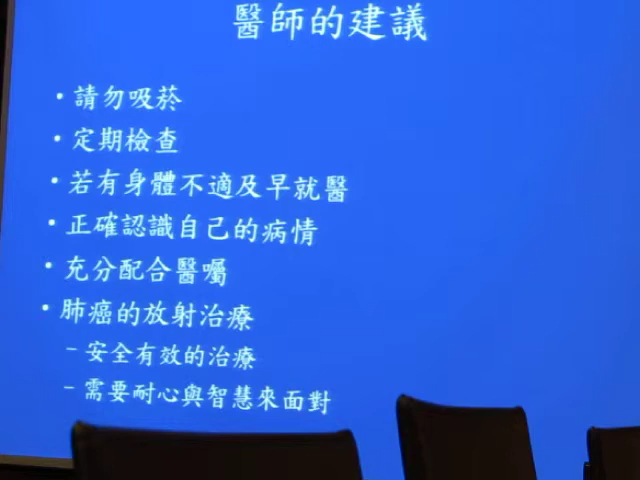 醫師的建議
•請勿吸菸
•定期檢查
•若有身體不適及早就醫
•正確認識自己的病情
•充分配合醫囑
•肺癌的放射治療
–安全有效的治療
–需要耐心與智慧來面對